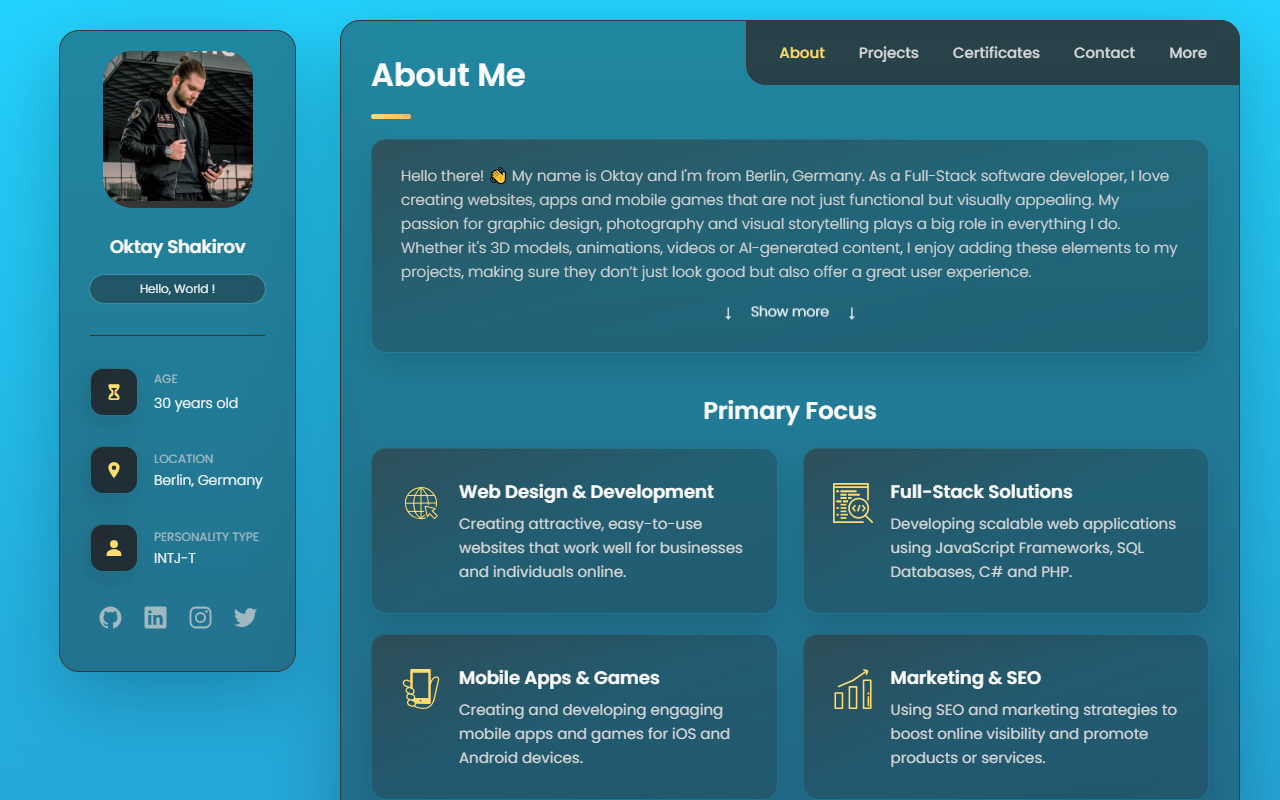 Oktay Shakirov
Hello, World !
AGE
30 years old
LOCATION
Berlin, Germany
PERSONALITY TYPE
INTJ-T
About
Projects
Certificates
Contact
More
About Me
Hello there! 👋 My name is Oktay and I'm from Berlin, Germany. As a Full-Stack software developer, I love
creating websites, apps and mobile games that are not just functional but visually appealing. My
passion for graphic design, photography and visual storytelling plays a big role in everything I do.
Whether it's 3D models, animations, videos or AI-generated content, I enjoy adding these elements to my
projects, making sure they don’t just look good but also offer a great user experience.
↓ Show more ↓
Primary Focus
Web Design & Development
Creating attractive, easy-to-use
websites that work well for businesses
and individuals online.
Full-Stack Solutions
Developing scalable web applications
using JavaScript Frameworks, SQL
Databases, C# and PHP.
Mobile Apps & Games
Creating and developing engaging
mobile apps and games for iOS and
Android devices.
Marketing & SEO
Using SEO and marketing strategies to
boost online visibility and promote
products or services.